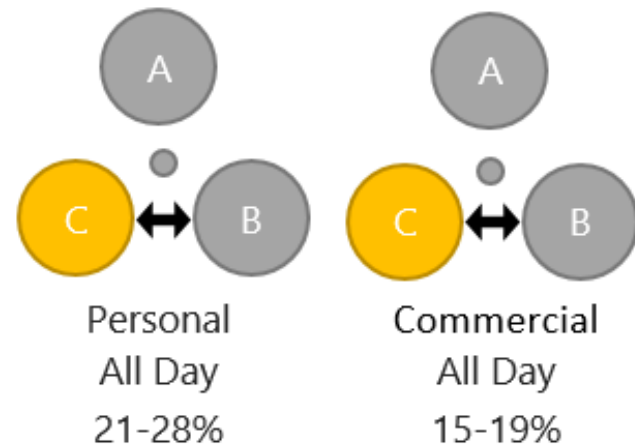 A
A
C
B
C
B
Personal
Commercial
All Day
All Day
21-28%
15-19%